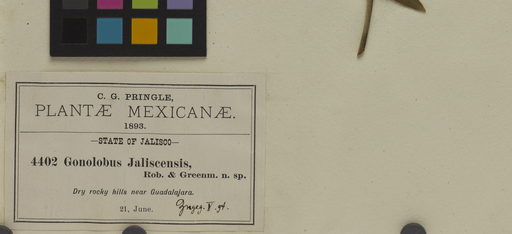 C. G. PRINGLE,
PLANTÆ MEXICANÆ.
1893.
—STATE OF JALISCO—
4402 Gonolobus Jaliscensis,
Rob. & Greenm. n. sp.
Dry rocky hills near Guadalajara.
21, June.